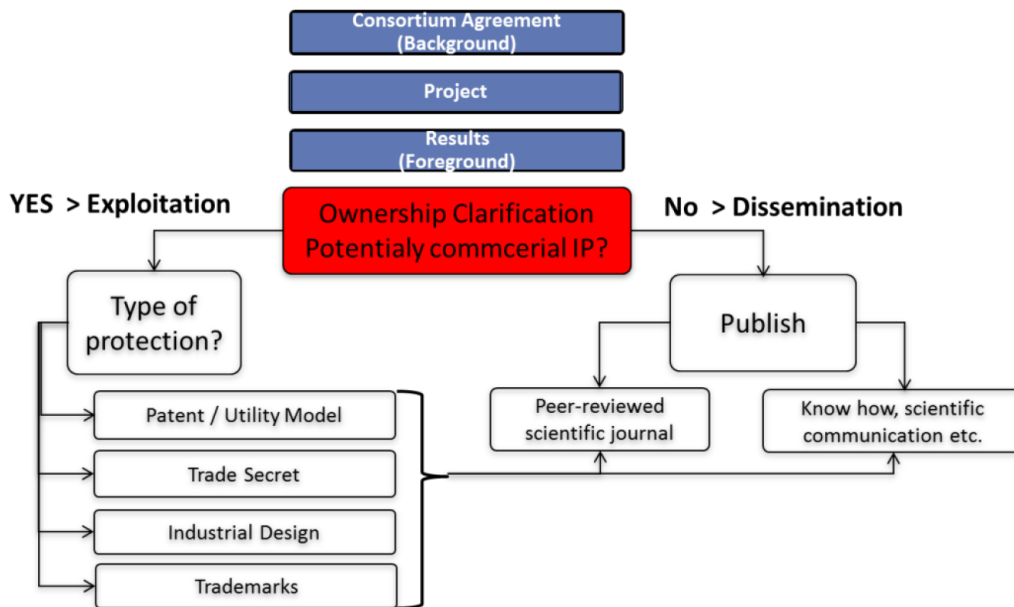 Consortium Agreement
(Background)
Project
Results
(Foreground)
YES > Exploitation
Ownership Clarification
Potentialy commcerial IP?
No > Dissemination
Type of
protection?
Publish
Patent / Utility Model
Trade Secret
Industrial Design
Trademarks
Peer-reviewed
scientific journal
Know how, scientific
communication etc.